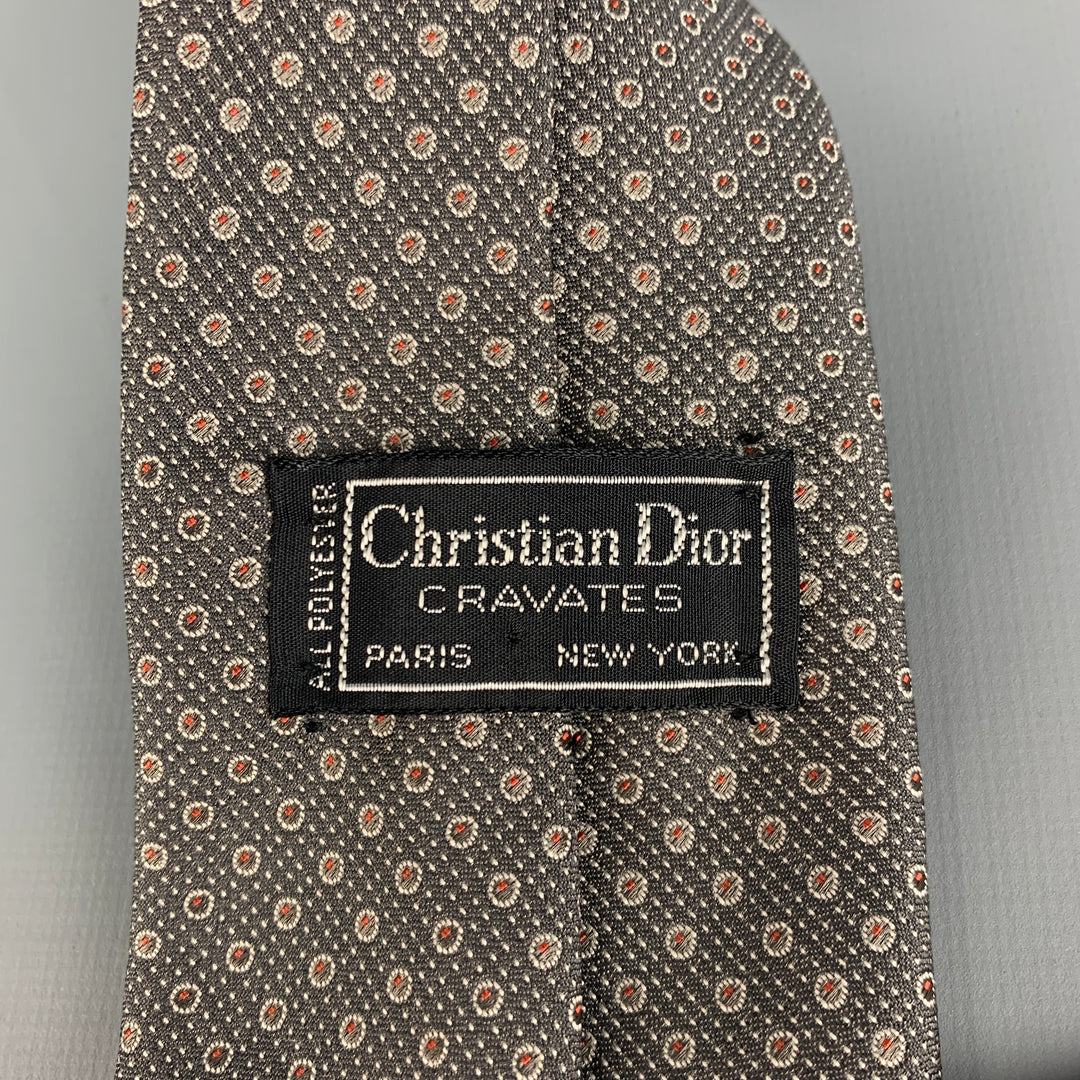 ALL POLYESTER
Christian Dior
CRAVATES
PARIS NEW YORK